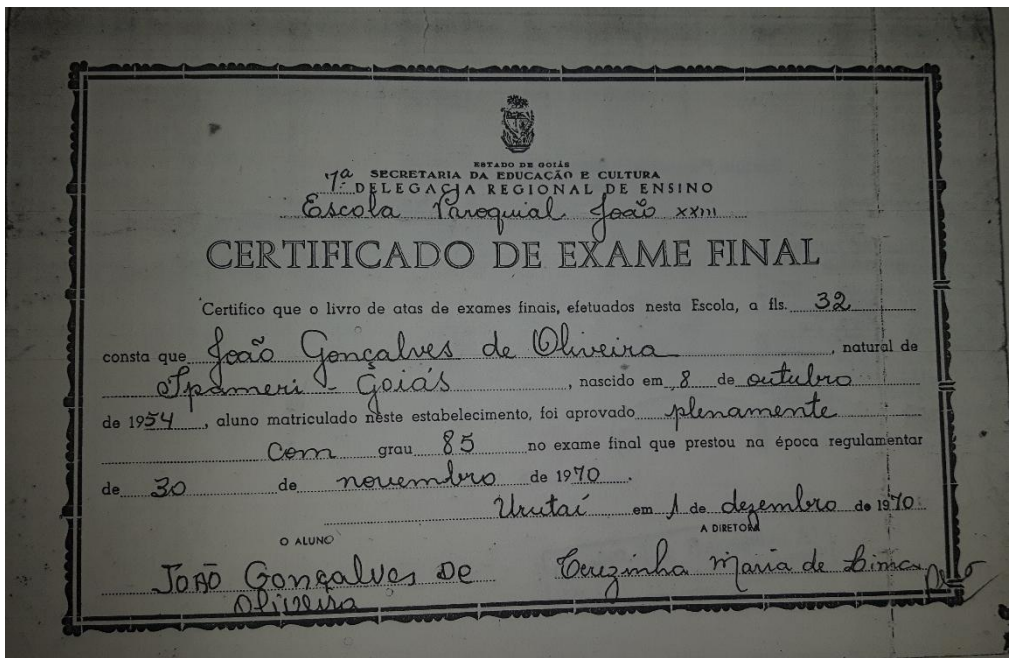 ESTADO DE GOIÁS
SECRETARIA DA EDUCAÇÃO E CULTURA
7ª DELEGACIA REGIONAL DE ENSINO
Escola Paroquial João XXIII
CERTIFICADO DE EXAME FINAL
Certifico que o livro de atas de exames finais, efetuados nesta Escola, a fls. 32
consta que João Gonçalves de Oliveira, natural de
Ipameri - Goiás, nascido em 8 de outubro
de 1954, aluno matriculado neste estabelecimento, foi aprovado plenamente
Com grau 85 no exame final que prestou na época regulamentar
de 30 de novembro de 1970.
Urutaí em 1 de dezembro de 1970.
O ALUNO A DIRETORA
JOÃO Gonçalves De Terezinha Maria de Lima
Oliveira